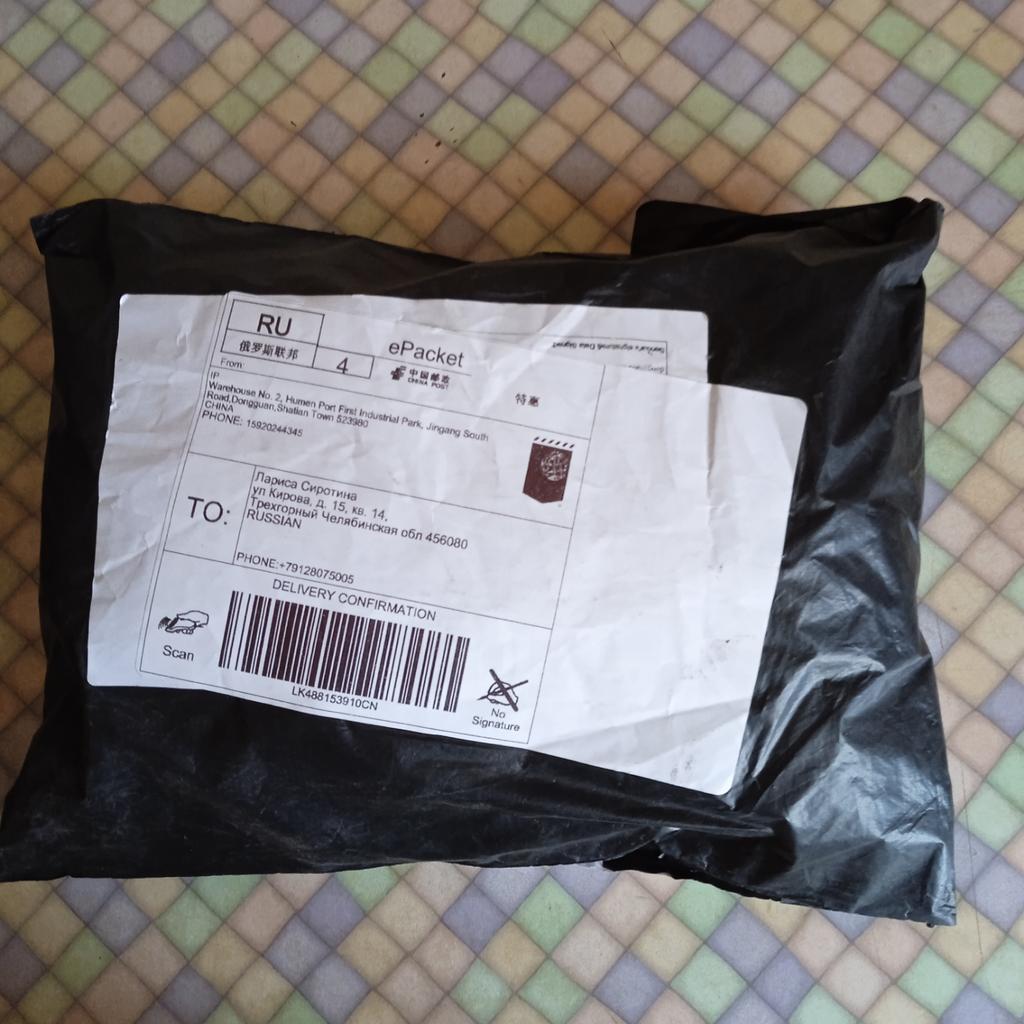 RU
俄罗斯联邦
4
ePacket
中国邮政
CHINA POST
特惠
From:
IP
Warehouse No. 2, Humen Port First Industrial Park, Jingang South
Road,Dongguan,Shatian Town 523980
CHINA
PHONE: 15920244345
TO:
Лариса Сиротина
ул Кирова, д. 15, кв. 14,
Трехгорный Челябинская обл 456080
RUSSIAN
PHONE:+79128075005
DELIVERY CONFIRMATION
Scan
LK488153910CN
No
Signature